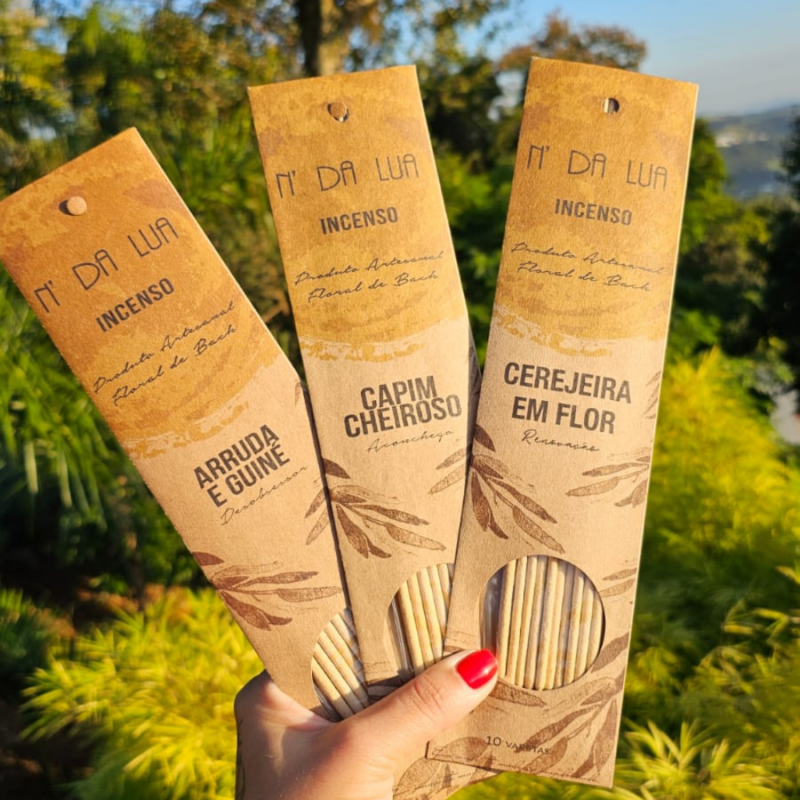 N' DA LUA
INCENSO
Produto Artesanal
Floral de Bach
ARRUDA
E GUINÉ
Desobsessor
N' DA LUA
INCENSO
Produto Artesanal
Floral de Bach
CAPIM
CHEIROSO
Aconchego
N' DA LUA
INCENSO
Produto Artesanal
Floral de Bach
CEREJEIRA
EM FLOR
Renovação
10 VARETAS